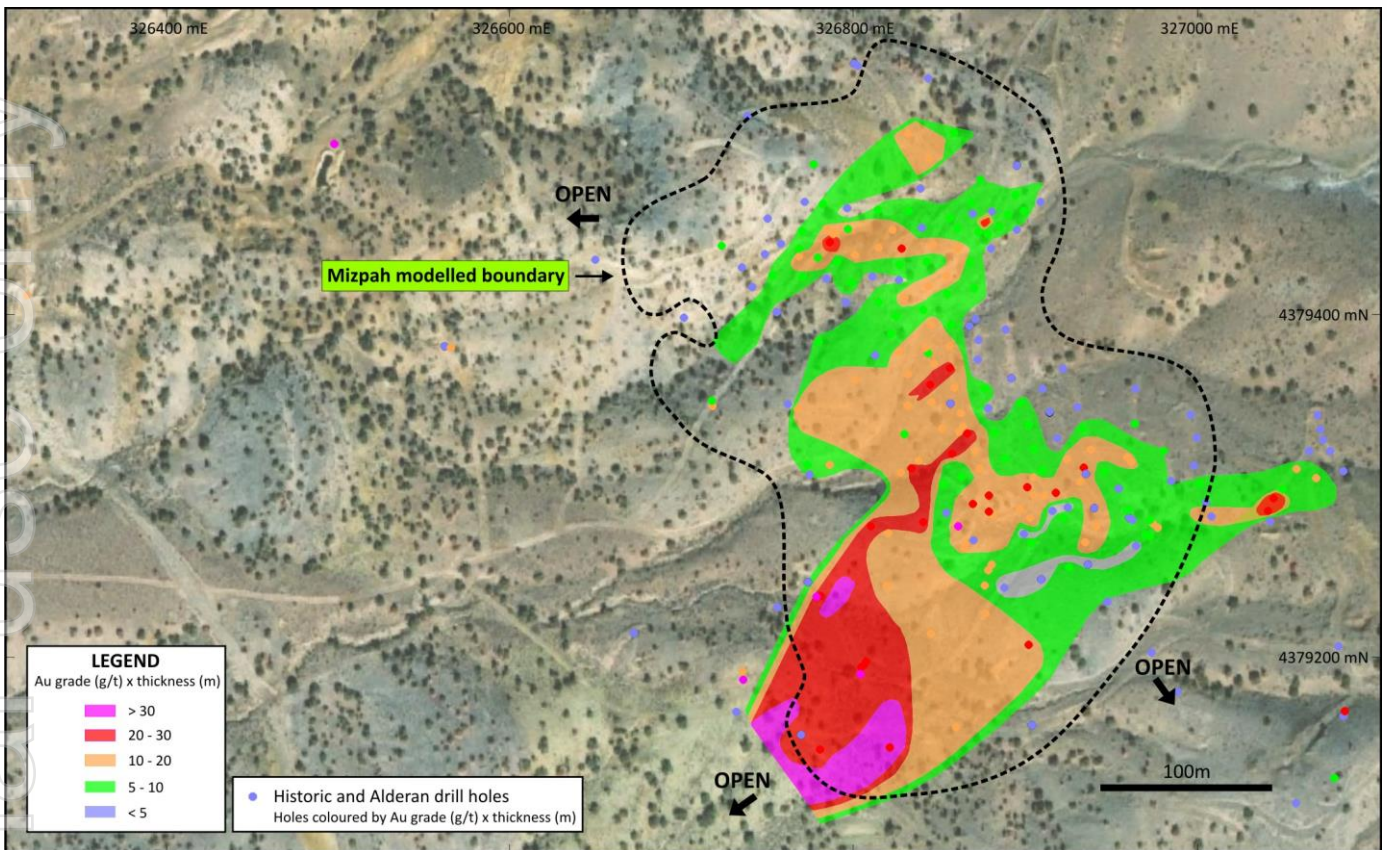 326400 mE
326600 mE
326800 mE
327000 mE
OPEN
Mizpah modelled boundary
4379400 mN
4379200 mN
OPEN
OPEN
100m
LEGEND
Au grade (g/t) x thickness (m)
> 30
20 - 30
10 - 20
5 - 10
< 5
Historic and Alderan drill holes
Holes coloured by Au grade (g/t) x thickness (m)